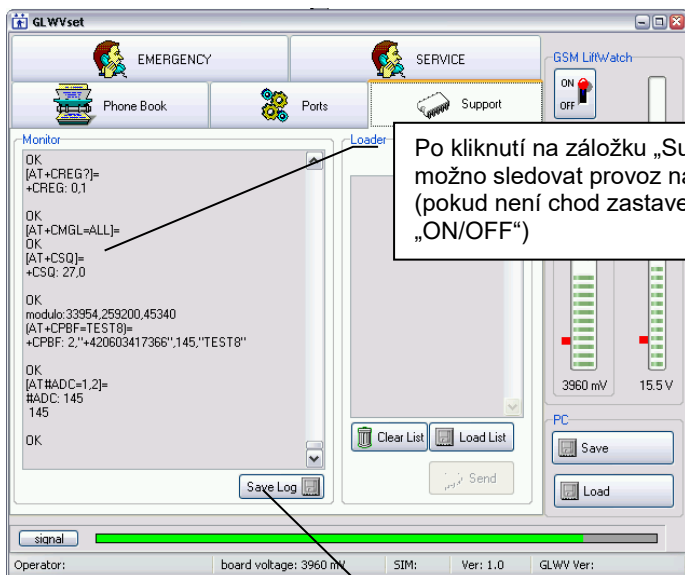 GLWVset
EMERGENCY
SERVICE
Phone Book
Ports
Support
GSM LiftWatch
ON
OFF
Monitor
OK
[AT+CREG?]=
+CREG: 0,1
OK
[AT+CMGL=ALL]=
OK
[AT+CSQ]=
+CSQ: 27,0
OK
modulo:33954,259200,45340
[AT+CPBF=TEST8)=
+CPBF: 2,"+420603417366",145,"TEST8"
OK
[AT#ADC=1,2]=
#ADC: 145
145
OK
Save Log
Loader
Po kliknutí na záložku „Su
možno sledovat provoz na
(pokud není chod zastave
„ON/OFF“)
Clear List
Load List
Send
3960 mV
15.5 V
PC
Save
Load
signal
Operator:
board voltage: 3960 mV
SIM:
Ver: 1.0
GLWV Ver: